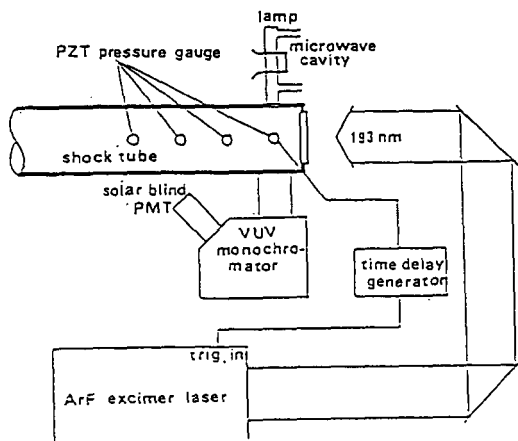 lamp
PZT pressure gauge
microwave
cavity
193 nm
shock tube
solar blind
PMT
VUV
monochro-
mator
time delay
generator
trig. in
ArF excimer laser